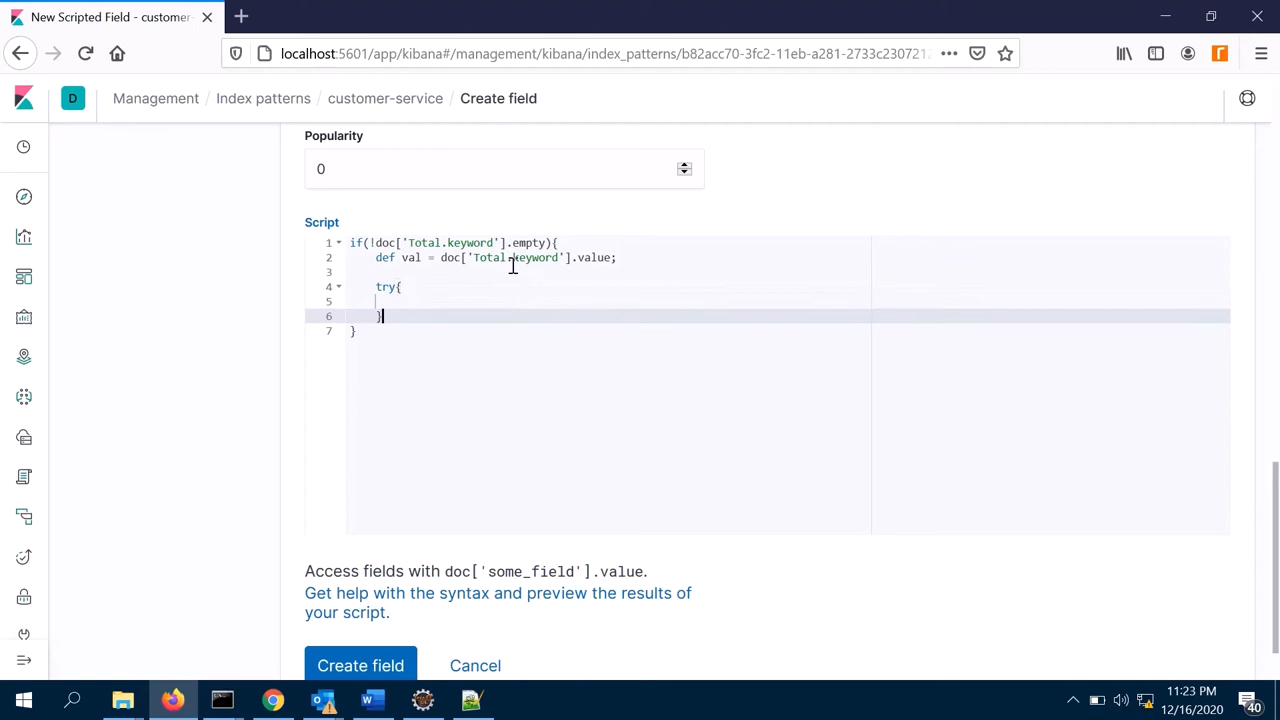 New Scripted Field - customer-
localhost:5601/app/kibana#/management/kibana/index_patterns/b82acc70-3fc2-11eb-a281-2733c2307212
D
Management / Index patterns / customer-service / Create field
Popularity
0
Script
1 if(!doc['Total.keyword'].empty){
2 def val = doc['Total.keyword'].value;
3
4 try{
5
6 }
7 }
Access fields with doc['some_field'].value.
Get help with the syntax and preview the results of
your script.
Create field Cancel
11:23 PM
12/16/2020
40